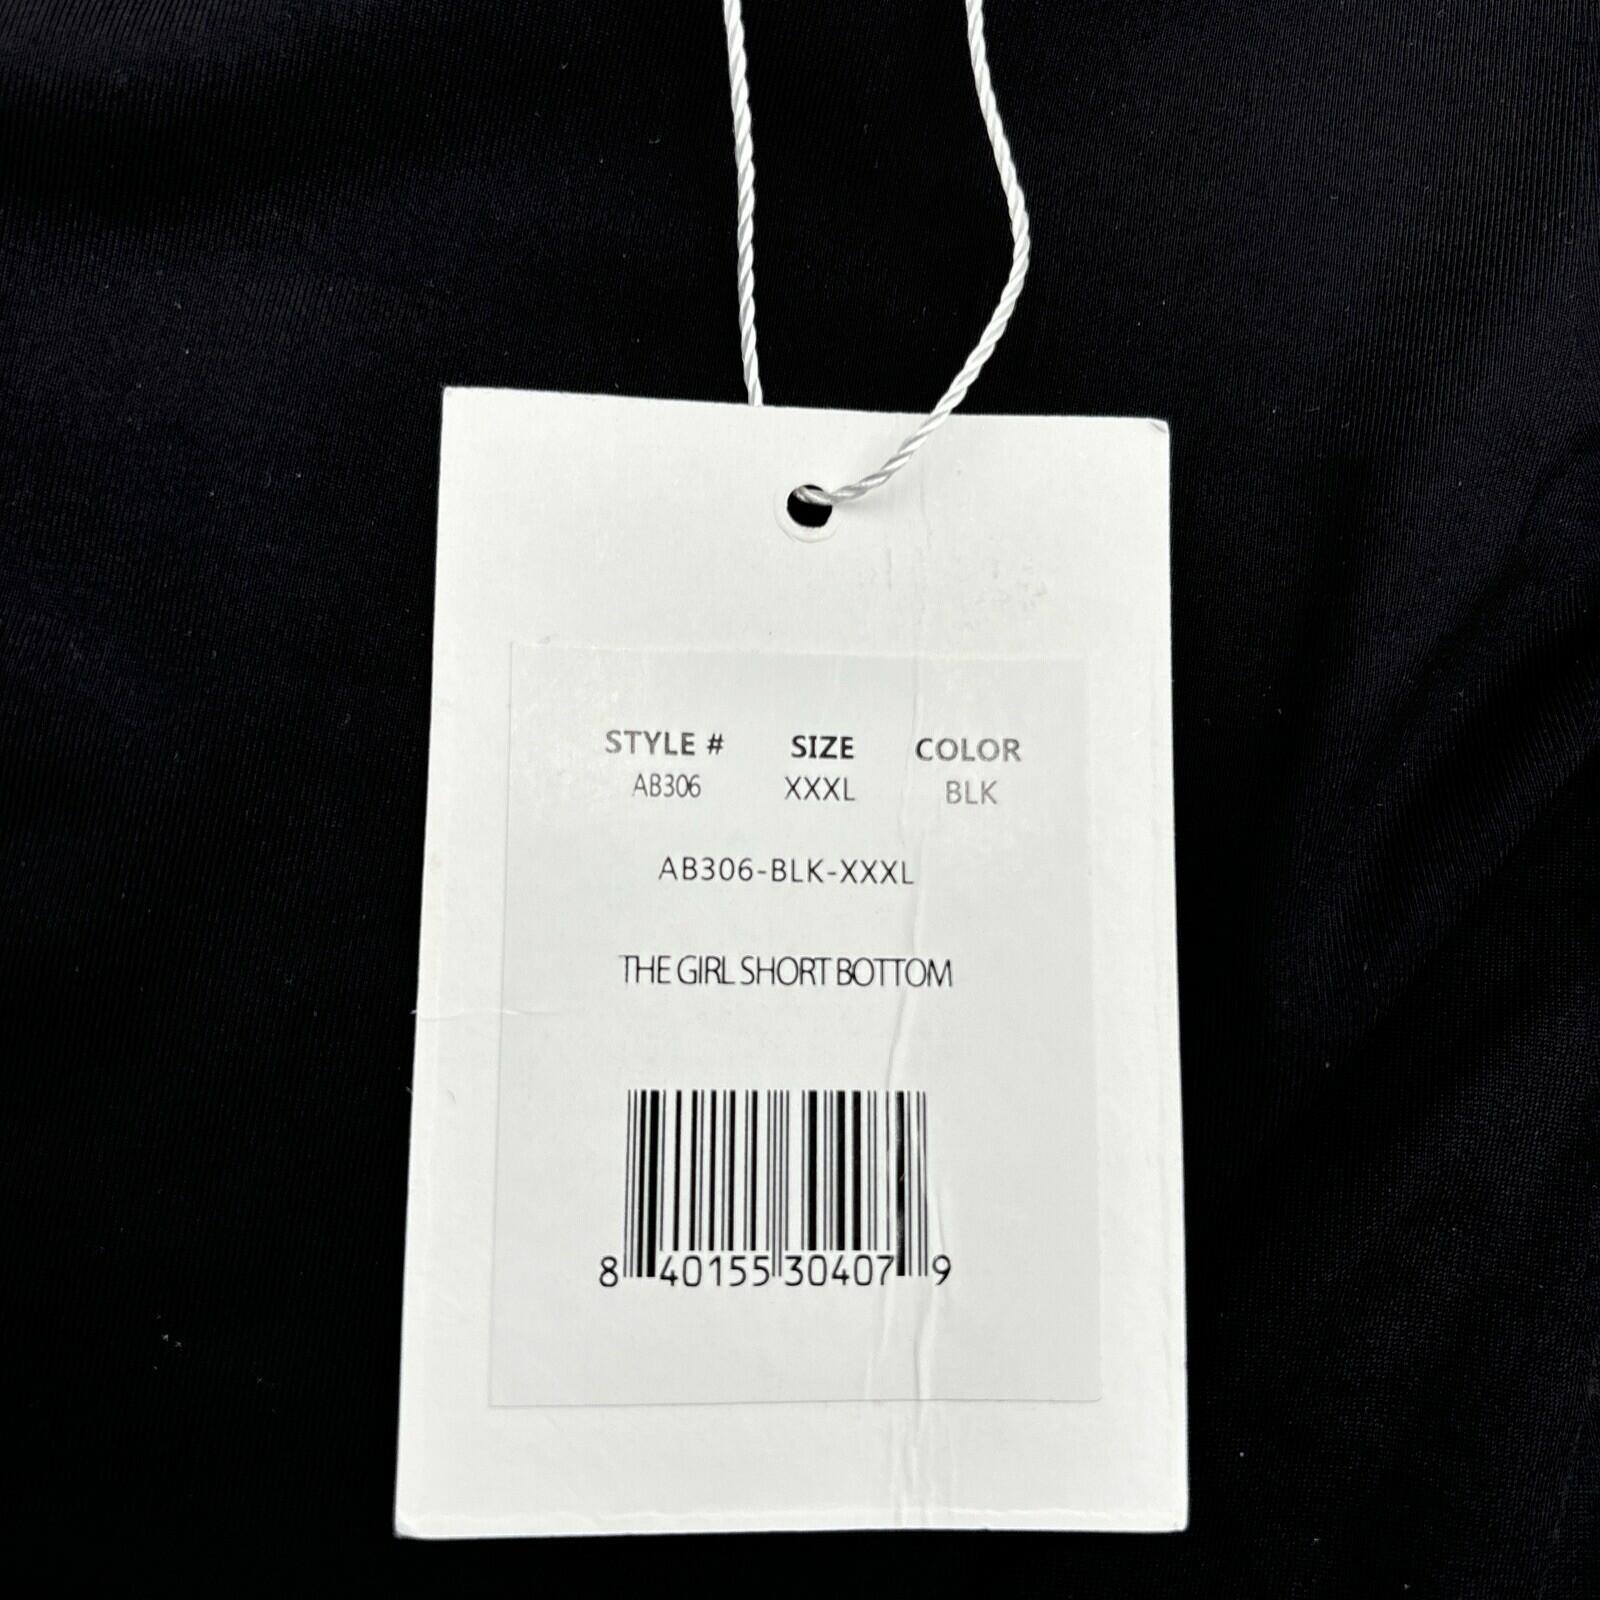 STYLE # SIZE COLOR
AB306 XXXL BLK
AB306-BLK-XXXL
THE GIRL SHORT BOTTOM
8 40155 30407 9